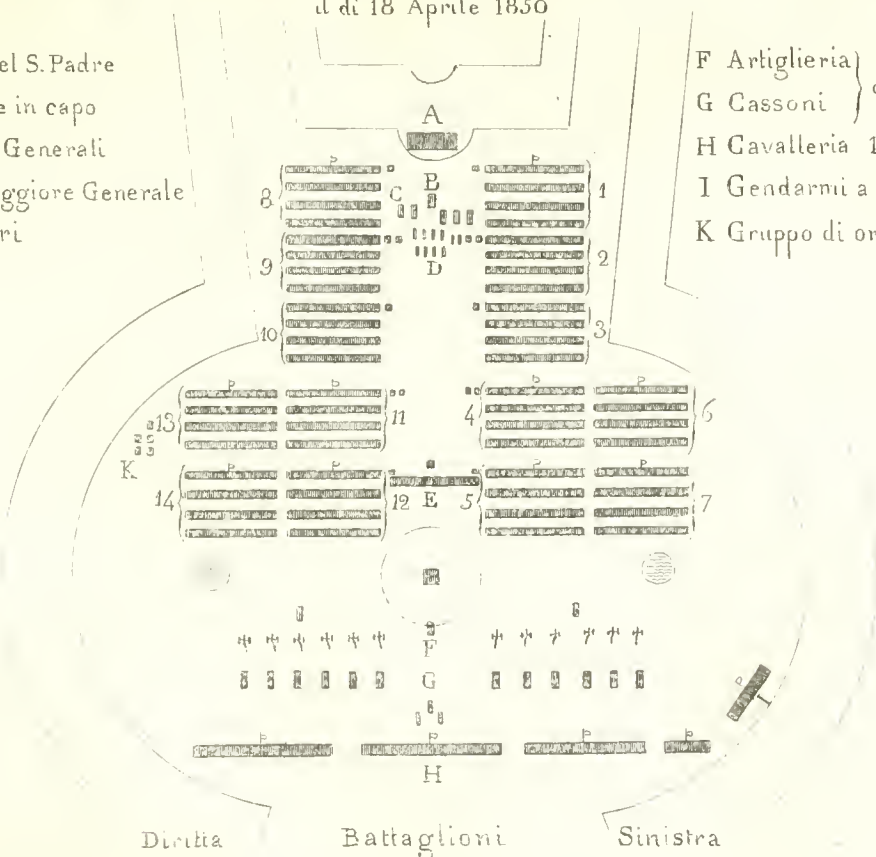 il di 18 Aprile 1850
el S. Padre
e in capo
Generali
ggiore Generale
ri
F Artiglieria
G Cassoni
H Cavalleria 1
I Gendarmi a
K Gruppo di or
A
B
C
D
8
9
10
1
2
3
13
11
4
6
K
14
12
E
5
7
F
G
H
I
Diritta Battaglioni Sinistra